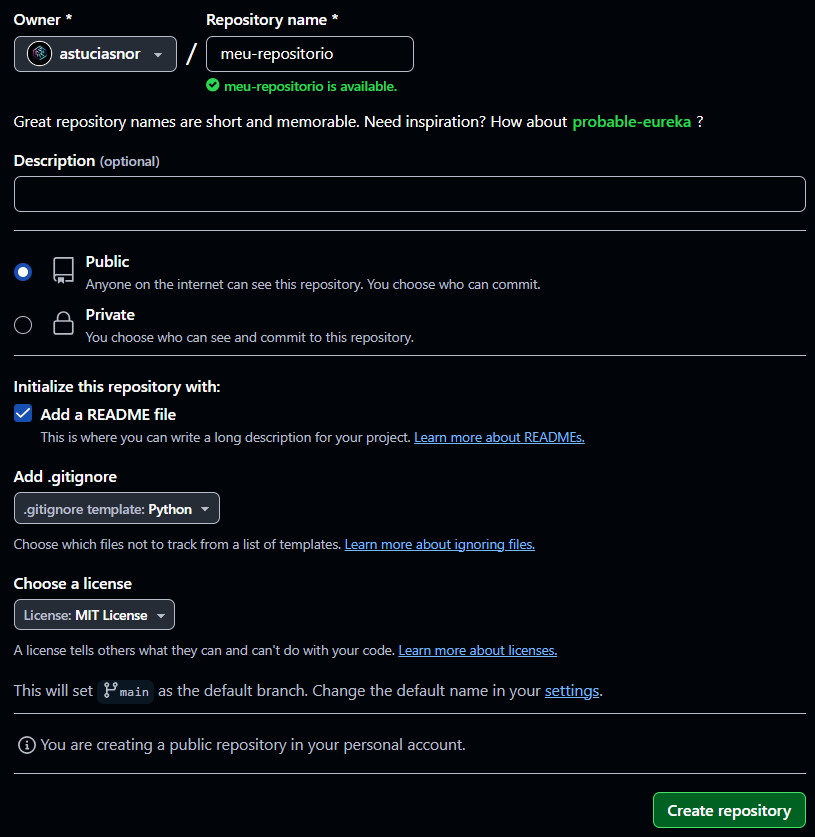 Owner * Repository name *
astuciasnor / meu-repositorio
meu-repositorio is available.
Great repository names are short and memorable. Need inspiration? How about probable-eureka ?
Description (optional)
Public
Anyone on the internet can see this repository. You choose who can commit.
Private
You choose who can see and commit to this repository.
Initialize this repository with:
Add a README file
This is where you can write a long description for your project. Learn more about READMEs.
Add .gitignore
.gitignore template: Python
Choose which files not to track from a list of templates. Learn more about ignoring files.
Choose a license
License: MIT License
A license tells others what they can and can't do with your code. Learn more about licenses.
This will set main as the default branch. Change the default name in your settings.
You are creating a public repository in your personal account.
Create repository